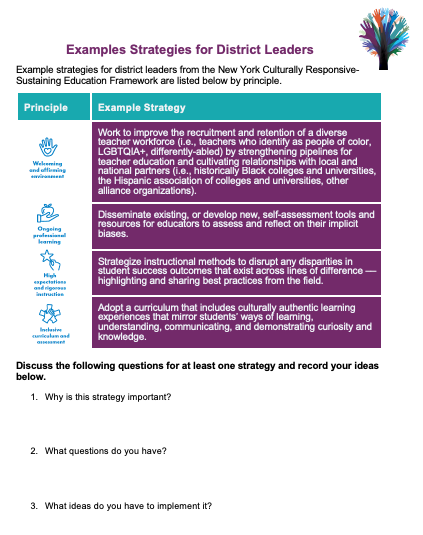 Examples Strategies for District Leaders
Example strategies for district leaders from the New York Culturally Responsive-
Sustaining Education Framework are listed below by principle.
Principle
Example Strategy
Welcoming
and affirming
environment
Work to improve the recruitment and retention of a diverse
teacher workforce (i.e., teachers who identify as people of color,
LGBTQIA+, differently-abled) by strengthening pipelines for
teacher education and cultivating relationships with local and
national partners (i.e., historically Black colleges and universities,
the Hispanic association of colleges and universities, other
alliance organizations).
Ongoing
professional
learning
Disseminate existing, or develop new, self-assessment tools and
resources for educators to assess and reflect on their implicit
biases.
High
expectations
and rigorous
instruction
Strategize instructional methods to disrupt any disparities in
student success outcomes that exist across lines of difference —
highlighting and sharing best practices from the field.
Inclusive
curriculum and
assessment
Adopt a curriculum that includes culturally authentic learning
experiences that mirror students' ways of learning,
understanding, communicating, and demonstrating curiosity and
knowledge.
Discuss the following questions for at least one strategy and record your ideas
below.
1. Why is this strategy important?
2. What questions do you have?
3. What ideas do you have to implement it?